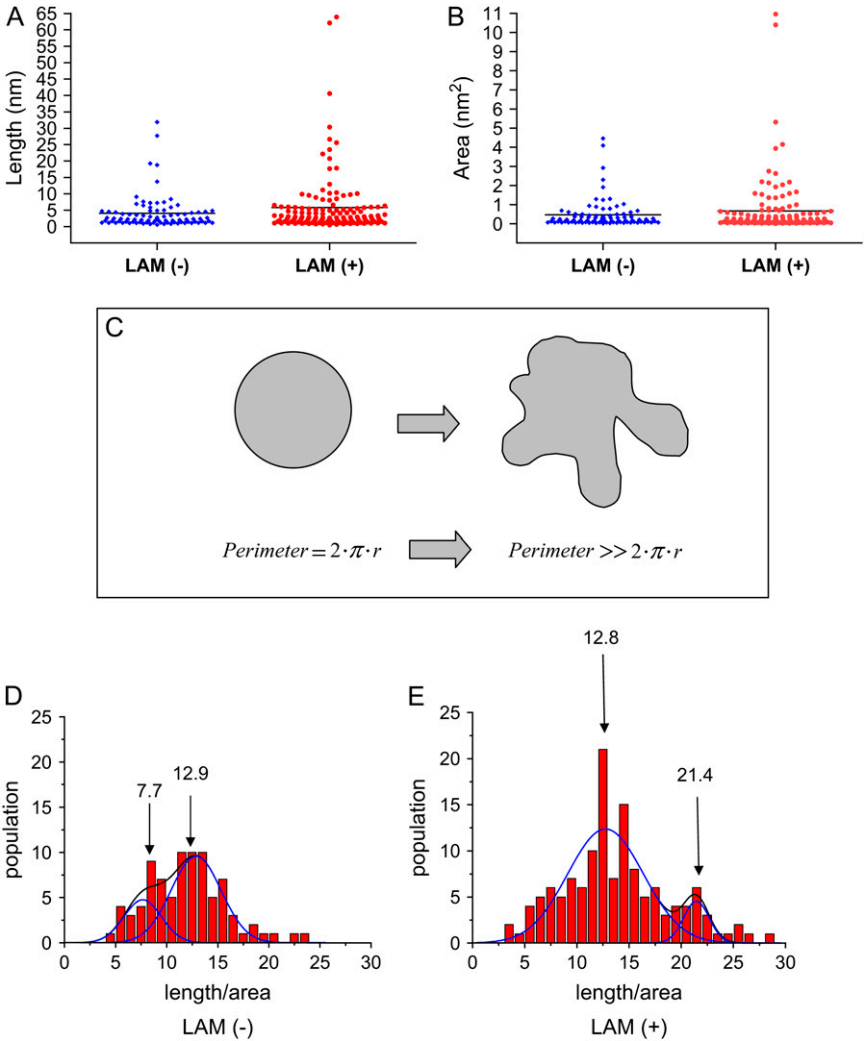 A
Length (nm)
65
60
55
50
45
40
35
30
25
20
15
10
5
0
LAM (-)
LAM (+)
B
Area (nm²)
11
10
9
8
7
6
5
4
3
2
1
0
LAM (-)
LAM (+)
C
Perimeter = 2·π·r
Perimeter >> 2·π·r
D
population
25
20
15
10
5
0
7.7
12.9
0 5 10 15 20 25 30
length/area
LAM (-)
E
population
25
20
15
10
5
0
12.8
21.4
0 5 10 15 20 25 30
length/area
LAM (+)